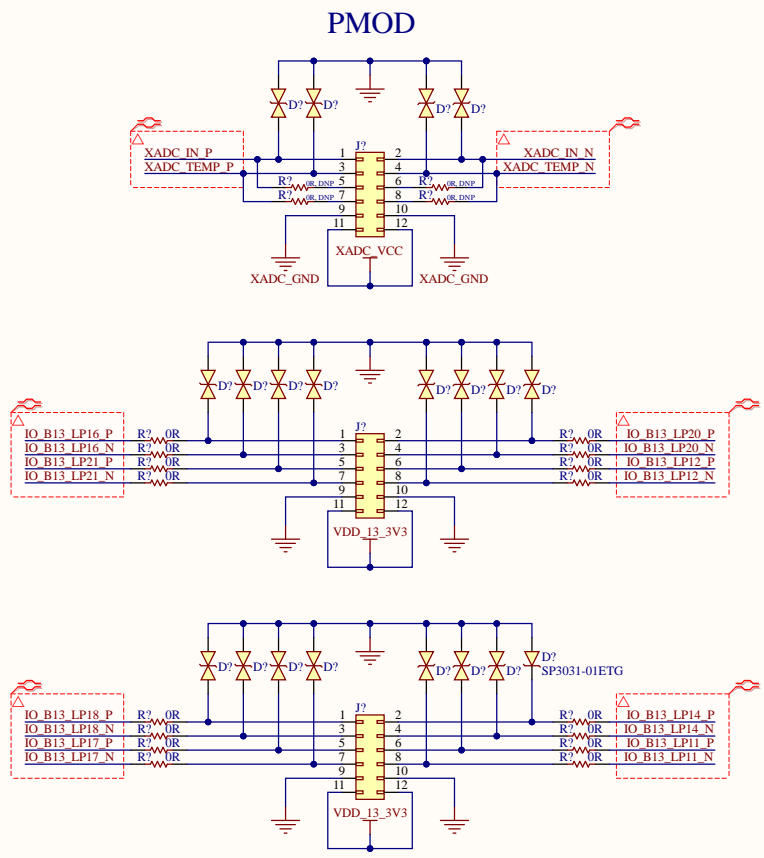 PMOD
D? D? D? D?
J?
XADC_IN_P 1 2 XADC_IN_N
XADC_TEMP_P 3 4 XADC_TEMP_N
R? 0R, DNP 5 6 R? 0R, DNP
R? 0R, DNP 7 8 R? 0R, DNP
9 10
11 12
XADC_VCC
XADC_GND XADC_GND
D? D? D? D? D? D? D? D?
J?
IO_B13_LP16_P R? 0R 1 2 R? 0R IO_B13_LP20_P
IO_B13_LP16_N R? 0R 3 4 R? 0R IO_B13_LP20_N
IO_B13_LP21_P R? 0R 5 6 R? 0R IO_B13_LP12_P
IO_B13_LP21_N R? 0R 7 8 R? 0R IO_B13_LP12_N
9 10
11 12
VDD_13_3V3
D?
D? D? D? D? D? D? D? SP3031-01ETG
J?
IO_B13_LP18_P R? 0R 1 2 R? 0R IO_B13_LP14_P
IO_B13_LP18_N R? 0R 3 4 R? 0R IO_B13_LP14_N
IO_B13_LP17_P R? 0R 5 6 R? 0R IO_B13_LP11_P
IO_B13_LP17_N R? 0R 7 8 R? 0R IO_B13_LP11_N
9 10
11 12
VDD_13_3V3